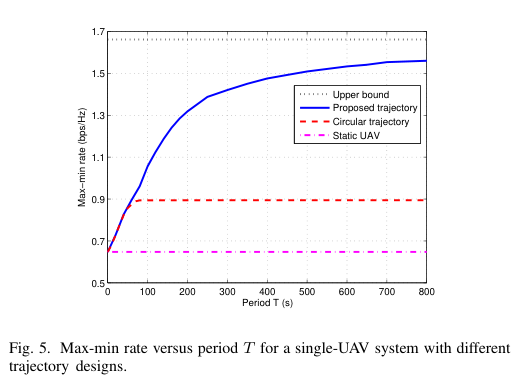 1.7
1.5
1.3
1.1
0.9
0.7
0.5
Max−min rate (bps/Hz)
Upper bound
Proposed trajectory
Circular trajectory
Static UAV
0 100 200 300 400 500 600 700 800
Period T (s)
Fig. 5. Max-min rate versus period T for a single-UAV system with different
trajectory designs.